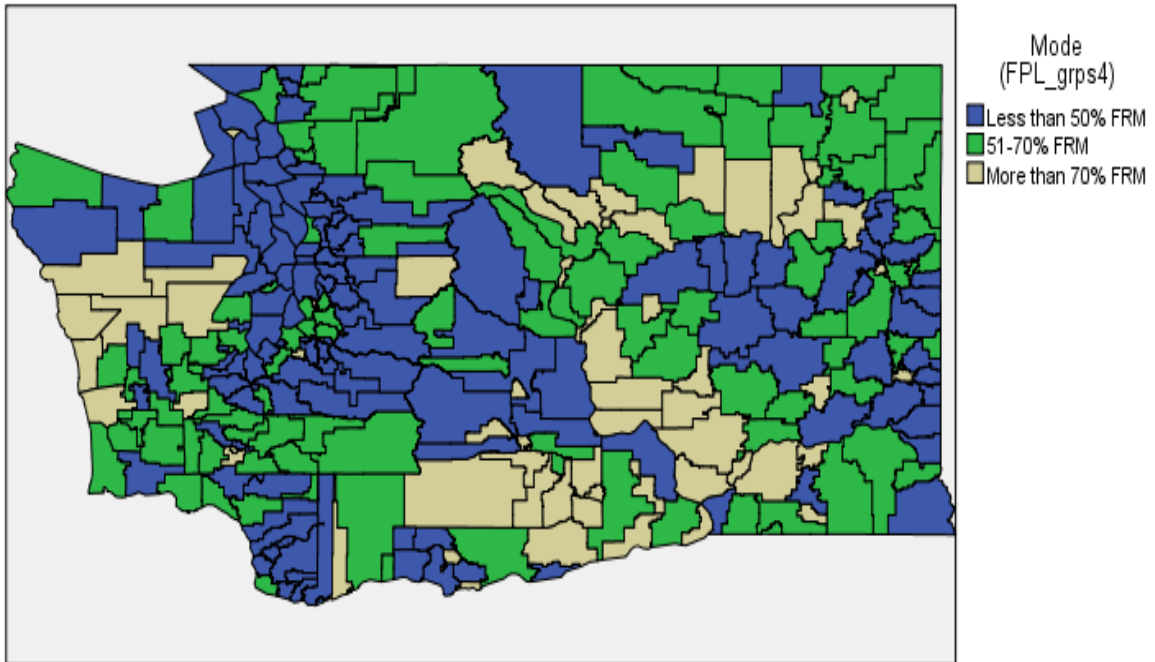 Mode
(FPL_grps4)
Less than 50% FRM
51-70% FRM
More than 70% FRM